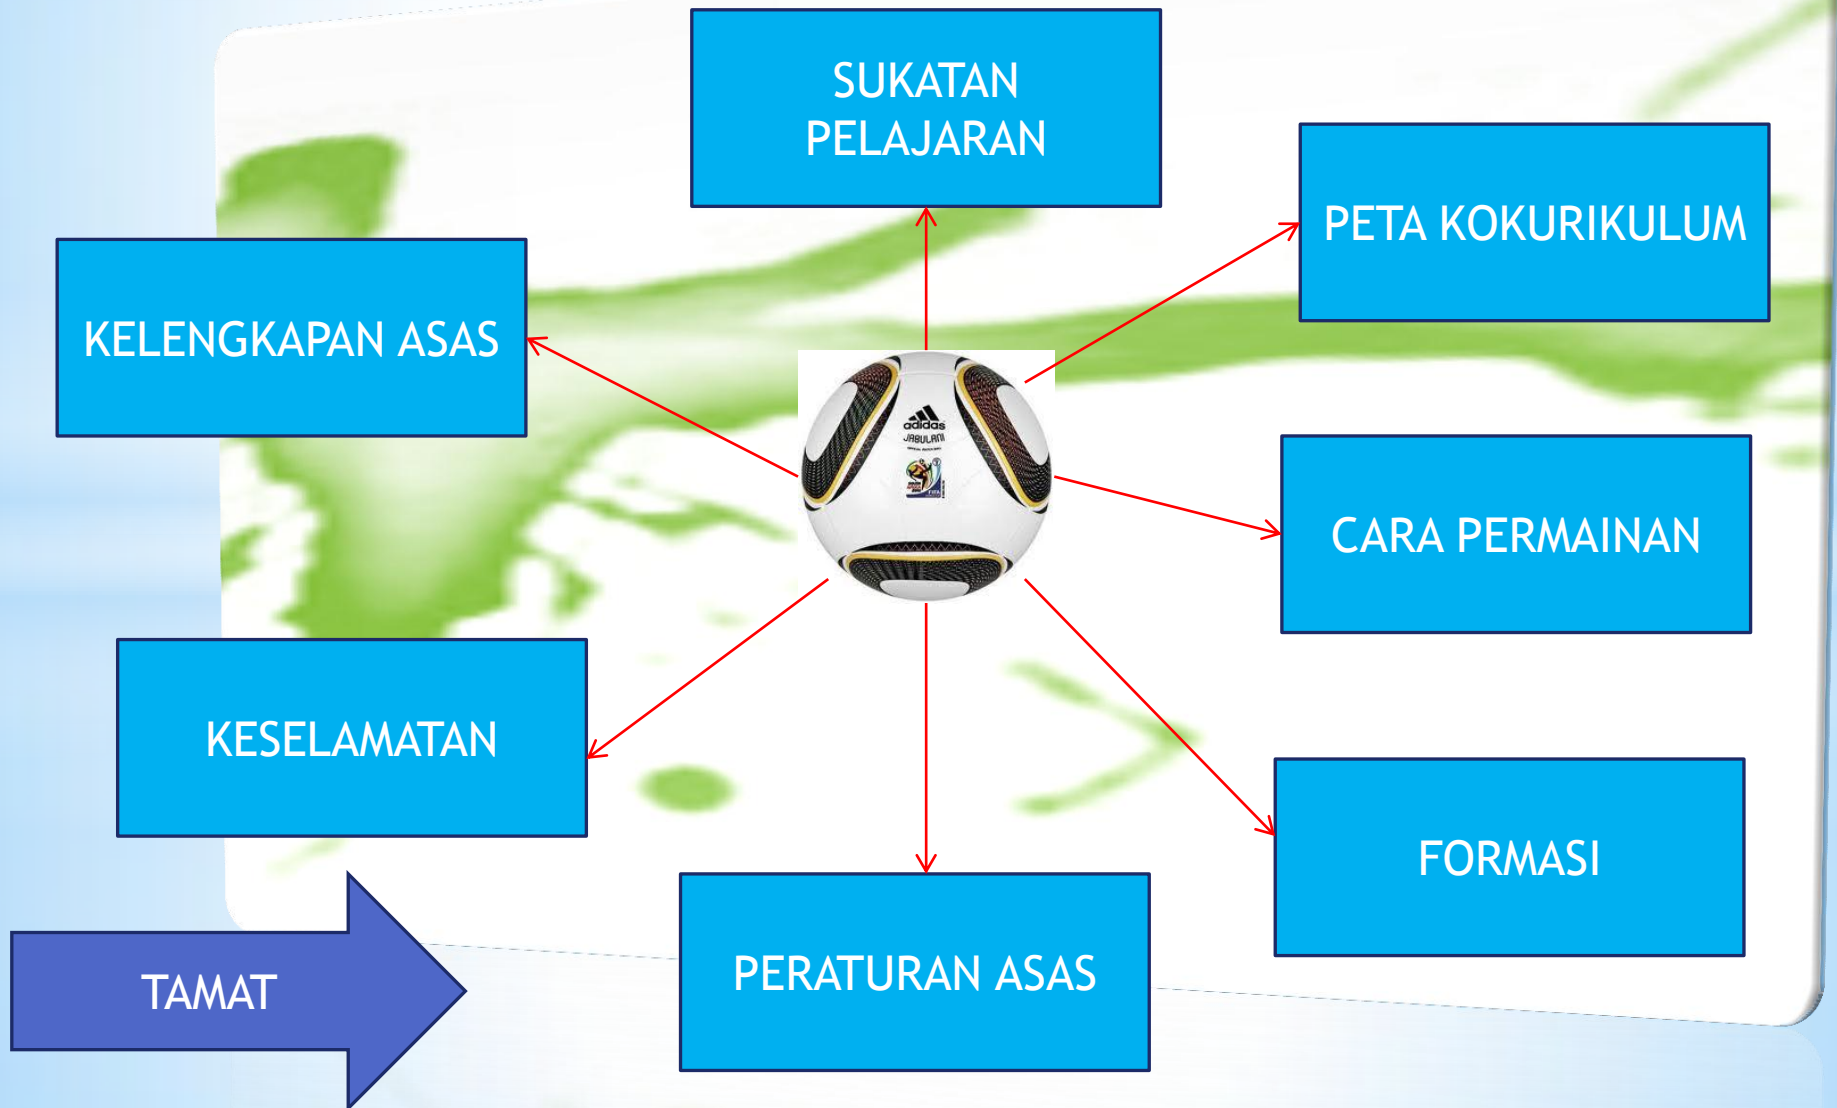 SUKATAN
PELAJARAN
PETA KOKURIKULUM
KELENGKAPAN ASAS
adidas
JABULANI
CARA PERMAINAN
KESELAMATAN
FORMASI
PERATURAN ASAS
TAMAT